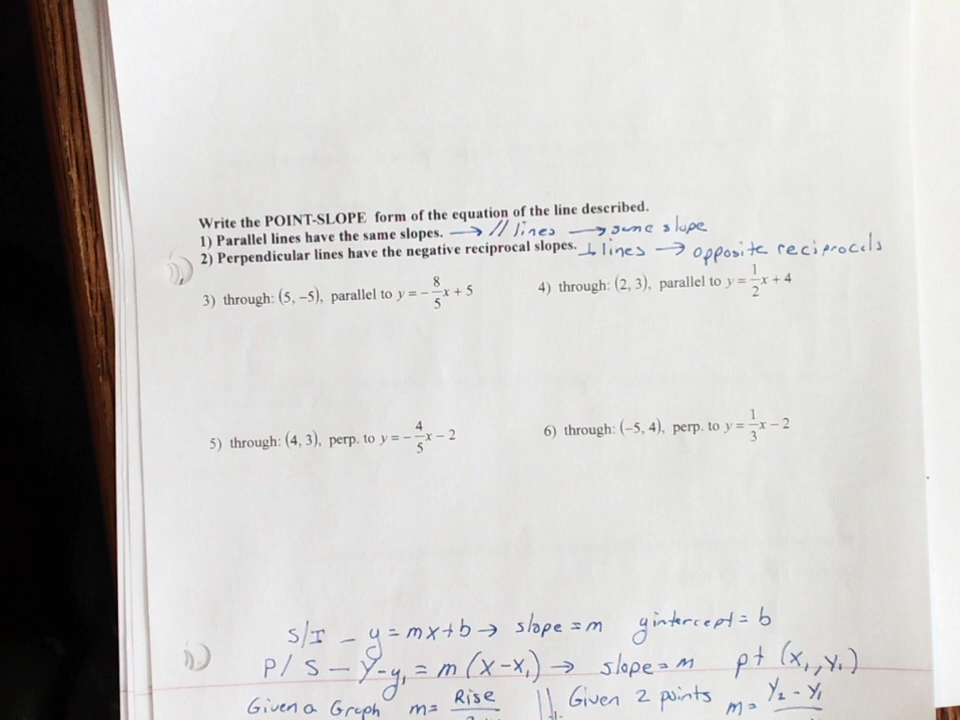 Write the POINT-SLOPE form of the equation of the line described.
1) Parallel lines have the same slopes. → // lines → same slope
2) Perpendicular lines have the negative reciprocal slopes. ⊥ lines → opposite reciprocals
3) through: (5, –5), parallel to y = –8/5x + 5
4) through: (2, 3), parallel to y = 1/2x + 4
5) through: (4, 3), perp. to y = –4/5x – 2
6) through: (–5, 4), perp. to y = 1/3x – 2
S/I – y = mx+b → slope = m y intercept = b
P/S – y-y₁ = m(x-x₁) → slope = m pt (x₁, y₁)
Given a Graph m = Rise
Given 2 points m = y₂ - y₁